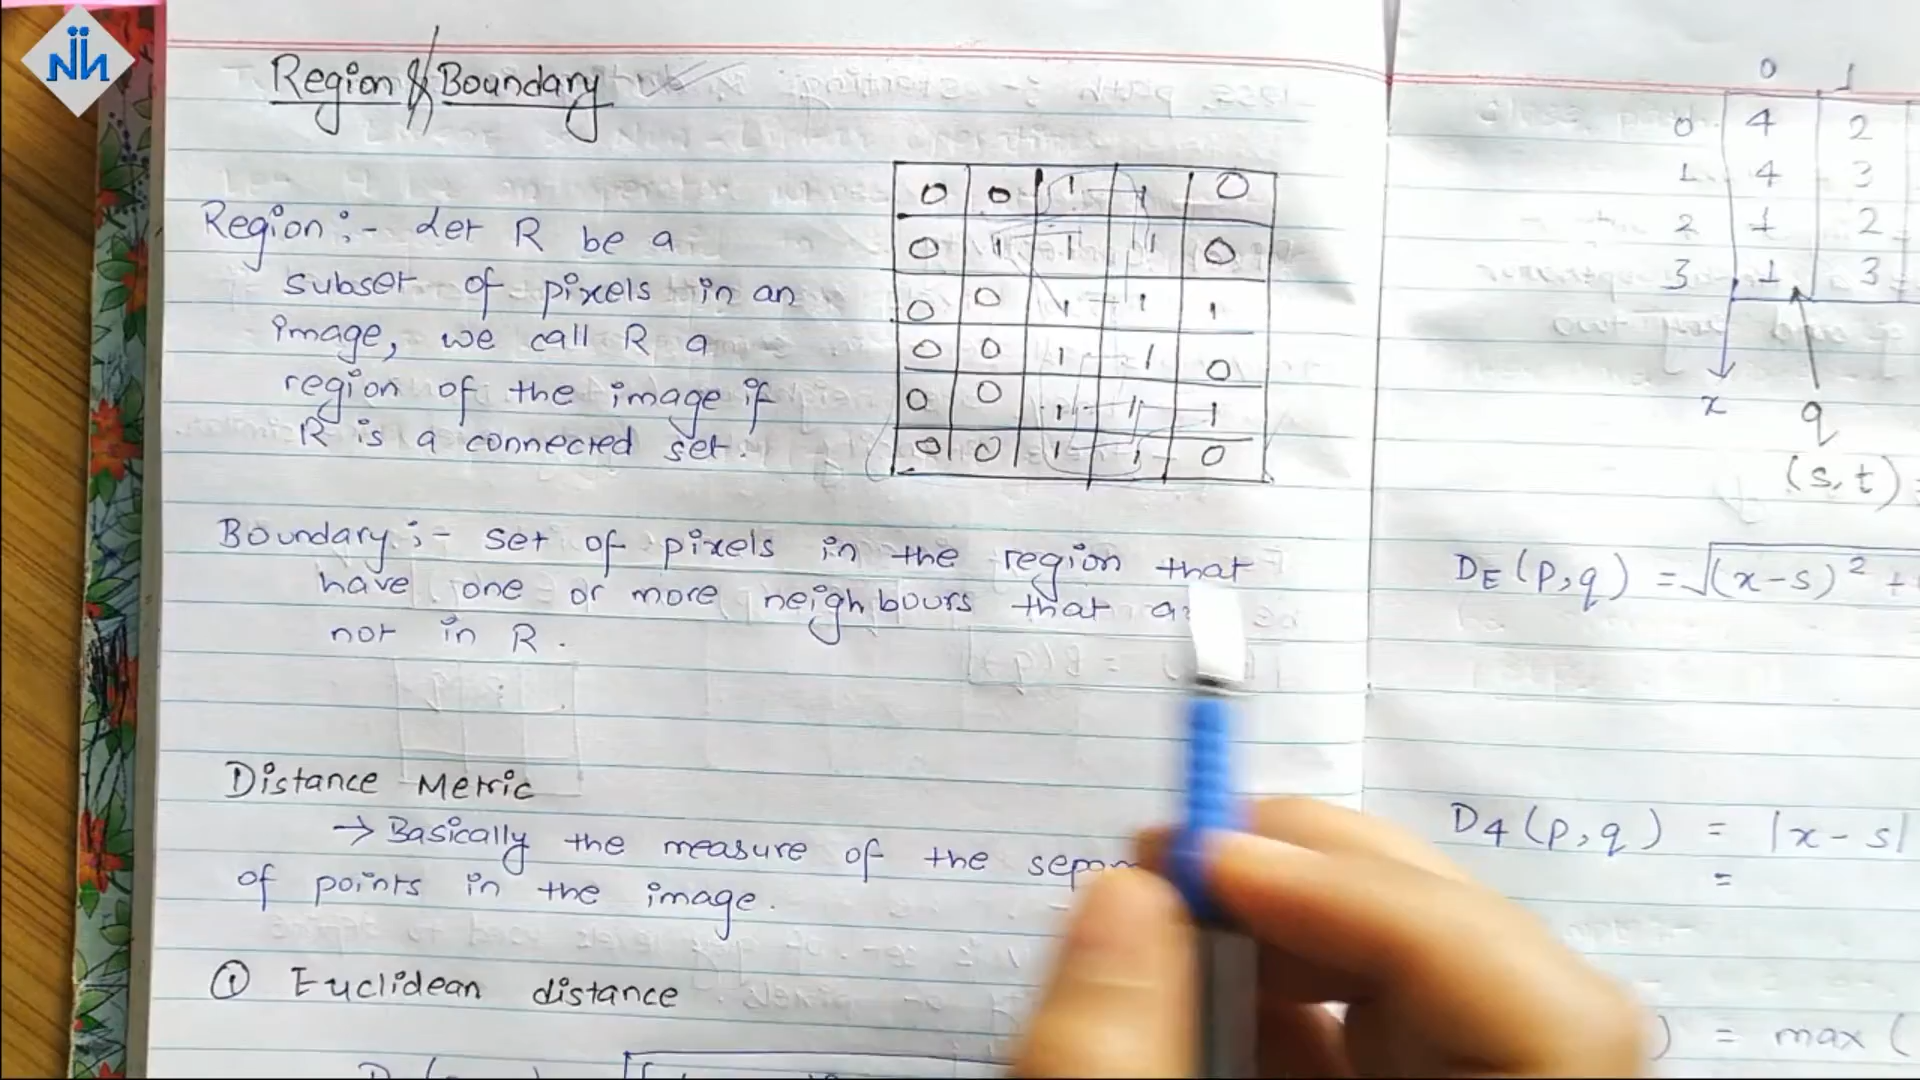 Region & Boundary
0 0 1 1 0
0 1 1 1 0
0 0 1 1 1
0 0 1 1 0
0 0 1 1 1
0 0 1 1 0
Region :- Let R be a
subset of pixels in an
image, we call R a
region of the image if
R is a connected set.
Boundary :- set of pixels in the region that
have one or more neighbours that
not in R.
Distance Metric
→ Basically the measure of the
of points in the image.
① Euclidean distance
0 1
0 4 2
1 4 3
2 1 2
3 1 3
x q
(s,t)
DE (p,q) = √(x-s)² +
D4 (p,q) = |x-s|
=
) = max (